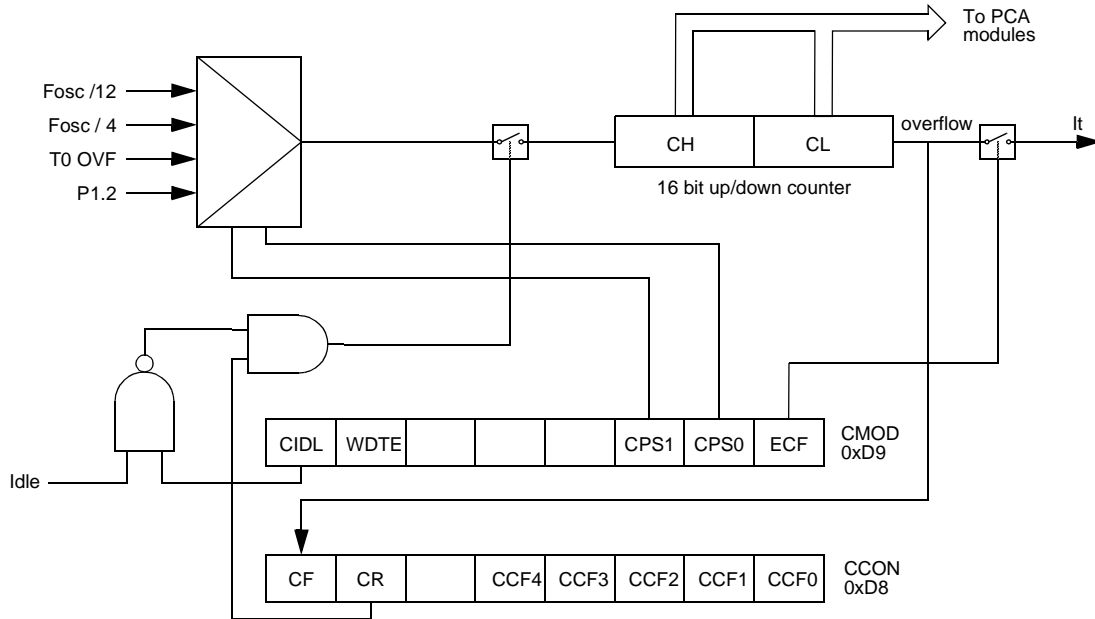 To PCA
modules
Fosc /12
Fosc / 4
T0 OVF
P1.2
CH
CL
overflow
It
16 bit up/down counter
Idle
CIDL
WDTE
CPS1
CPS0
ECF
CMOD
0xD9
CF
CR
CCF4
CCF3
CCF2
CCF1
CCF0
CCON
0xD8